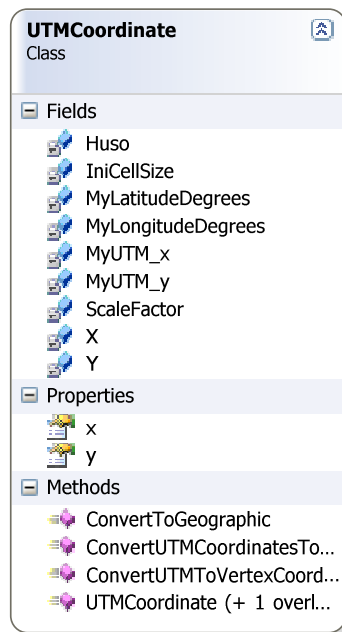 UTMCoordinate
Class
Fields
Huso
IniCellSize
MyLatitudeDegrees
MyLongitudeDegrees
MyUTM_x
MyUTM_y
ScaleFactor
X
Y
Properties
x
y
Methods
ConvertToGeographic
ConvertUTMCoordinatesTo...
ConvertUTMToVertexCoord...
UTMCoordinate (+ 1 overl...